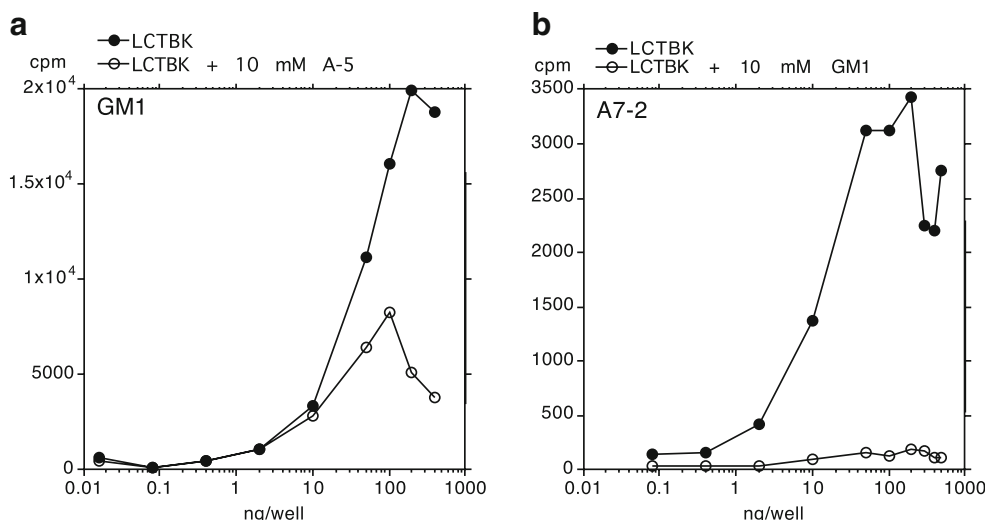 a
LCTBK
LCTBK + 10 mM A-5
cpm
2x10⁴
1.5x10⁴
1x10⁴
5000
0
GM1
0.01 0.1 1 10 100 1000
ng/well
b
LCTBK
LCTBK + 10 mM GM1
cpm
3500
3000
2500
2000
1500
1000
500
0
A7-2
0.01 0.1 1 10 100 1000
ng/well